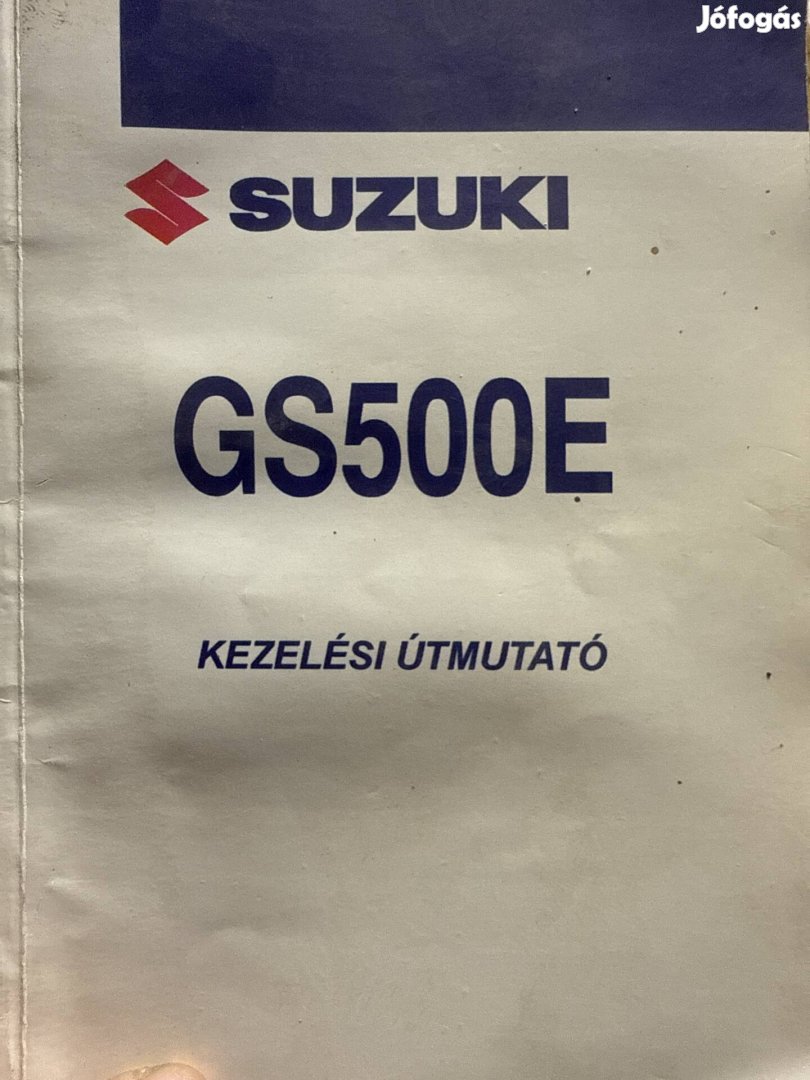 Jófogás
SUZUKI
GS500E
KEZELÉSI ÚTMUTATÓ